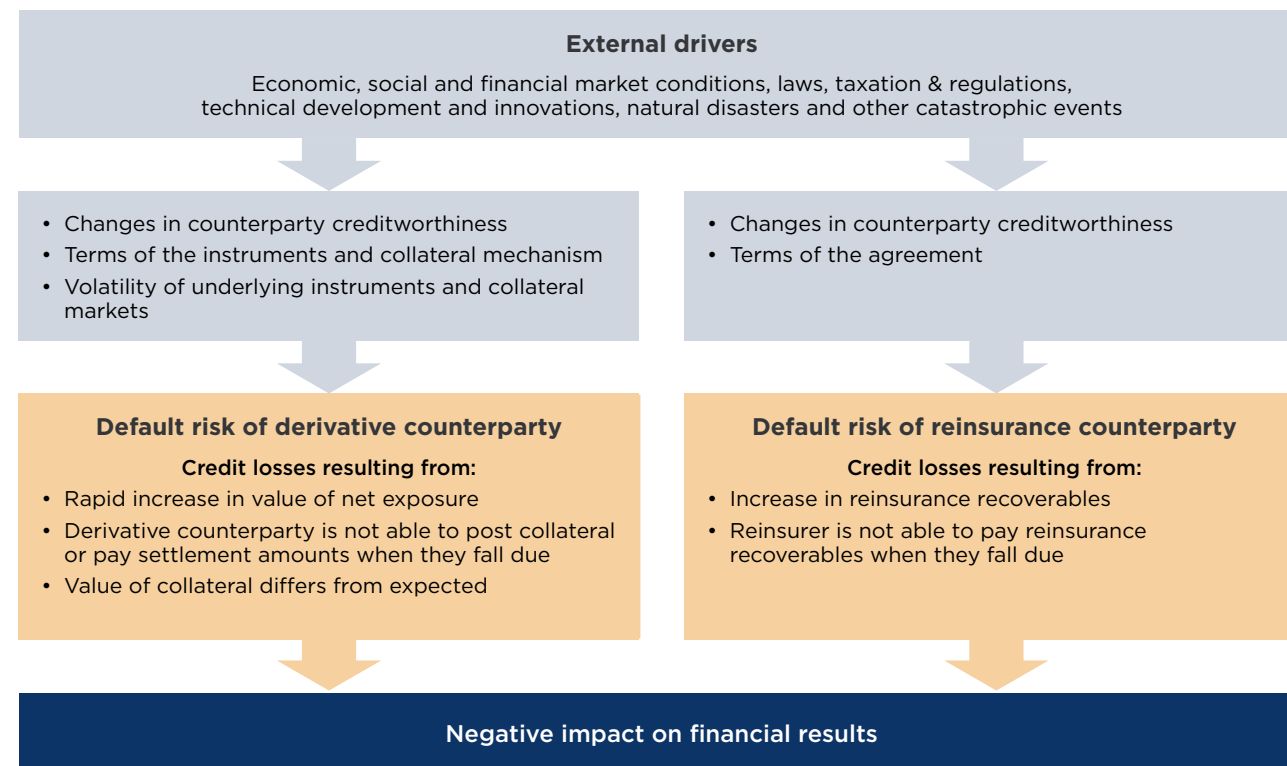 External drivers
Economic, social and financial market conditions, laws, taxation & regulations,
technical development and innovations, natural disasters and other catastrophic events
• Changes in counterparty creditworthiness
• Terms of the instruments and collateral mechanism
• Volatility of underlying instruments and collateral
markets
• Changes in counterparty creditworthiness
• Terms of the agreement
Default risk of derivative counterparty
Credit losses resulting from:
• Rapid increase in value of net exposure
• Derivative counterparty is not able to post collateral
or pay settlement amounts when they fall due
• Value of collateral differs from expected
Default risk of reinsurance counterparty
Credit losses resulting from:
• Increase in reinsurance recoverables
• Reinsurer is not able to pay reinsurance
recoverables when they fall due
Negative impact on financial results